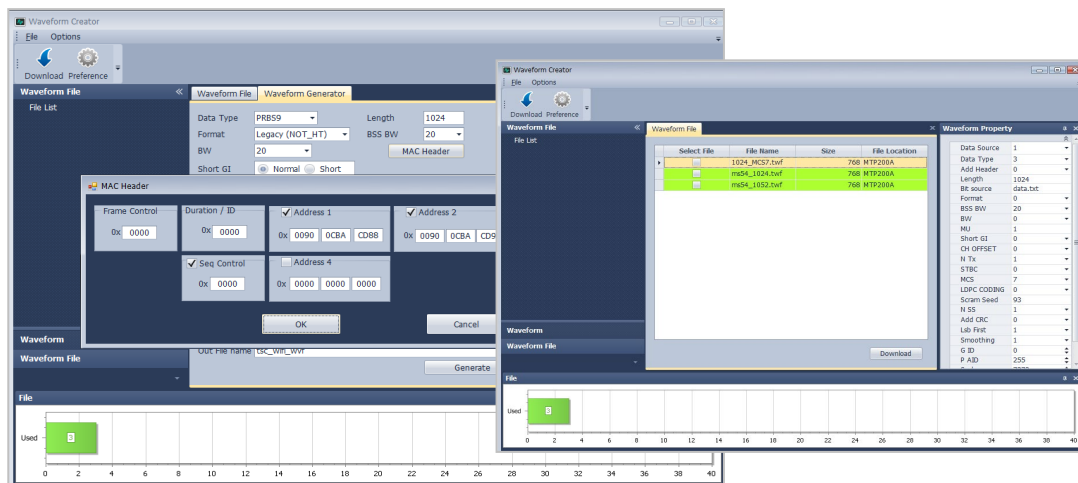 Waveform Creator
File Options
Download Preference
Waveform File
File List
Waveform File Waveform Generator
Data Type PRBS9 Length 1024
Format Legacy (NOT_HT) BSS BW 20
BW 20 MAC Header
Short GI Normal Short
MAC Header
Frame Control Duration / ID Address 1 Address 2
0x 0000 0x 0000 0x 0090 0CBA CD88 0x 0090 0CBA
Seq Control Address 4
0x 0000 0x 0000 0000 0000
OK Cancel
Waveform
Waveform File
Out File name tsc_wifi_wvf
Generate
File
Used 3
0 2 4 6 8 10 12 14 16 18 20 22 24 26 28 30 32 34 36 38 40
Waveform Creator
File Options
Download Preference
Waveform File
File List
Waveform File
Select File File Name Size File Location
1024_MCS7.twf 768 MTP200A
ms54_1024.twf 768 MTP200A
ms54_1052.twf 768 MTP200A
Download
Waveform
Waveform File
Waveform Property
Data Source 1
Data Type 3
Add Header 0
Length 1024
Bit source data.txt
Format 0
BSS BW 20
BW 0
MU 1
Short GI 0
CH OFFSET 0
N Tx 1
STBC 0
MCS 7
LDPC CODING 0
Scram Seed 93
N SS 1
Add CRC 0
Lsb First 1
Smoothing 1
G ID 0
P AID 255
File
Used 3
0 2 4 6 8 10 12 14 16 18 20 22 24 26 28 30 32 34 36 38 40